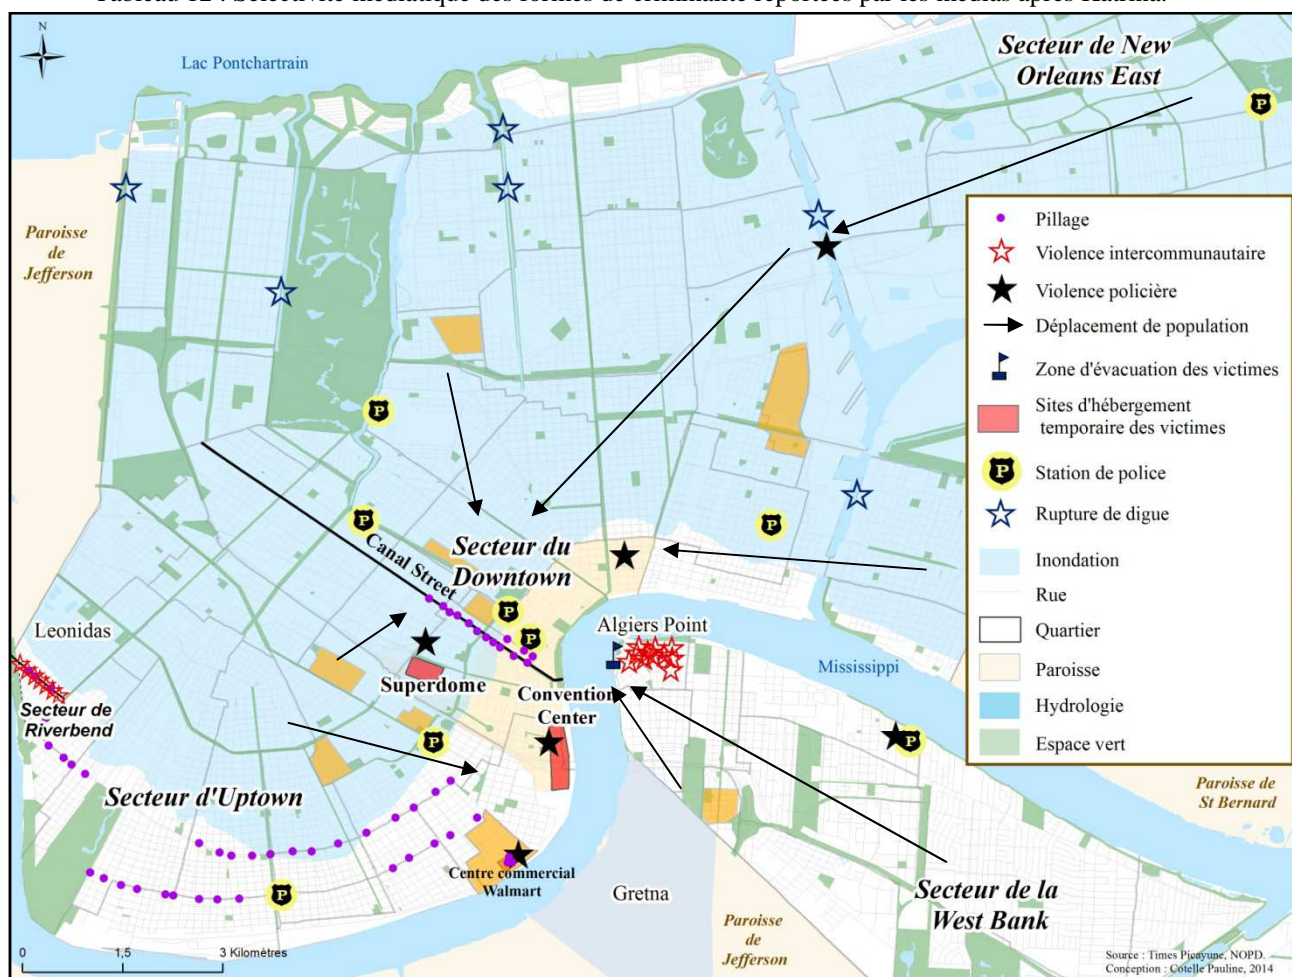 Tableau 12 : Sélectivité médiatique des formes de criminalité reportées par les médias après Katrina.
N
Lac Pontchartrain
Secteur de New
Orleans East
P
Paroisse
de
Jefferson
Pillage
Violence intercommunautaire
Violence policière
Déplacement de population
Zone d'évacuation des victimes
Sites d'hébergement
temporaire des victimes
P
Station de police
Rupture de digue
Inondation
Rue
Quartier
Paroisse
Hydrologie
Espace vert
P
P
P
Canal Street
Secteur du
Downtown
P
P
Leonidas
Algiers Point
Mississippi
Superdome
Convention
Center
Secteur de
Riverbend
P
P
Secteur d'Uptown
Paroisse de
St Bernard
Centre commercial
Walmart
P
Gretna
Secteur de la
West Bank
Paroisse
de
Jefferson
0 1,5 3 Kilomètres
Source : Times Picayune, NOPD.
Conception : Cotelle Pauline, 2014